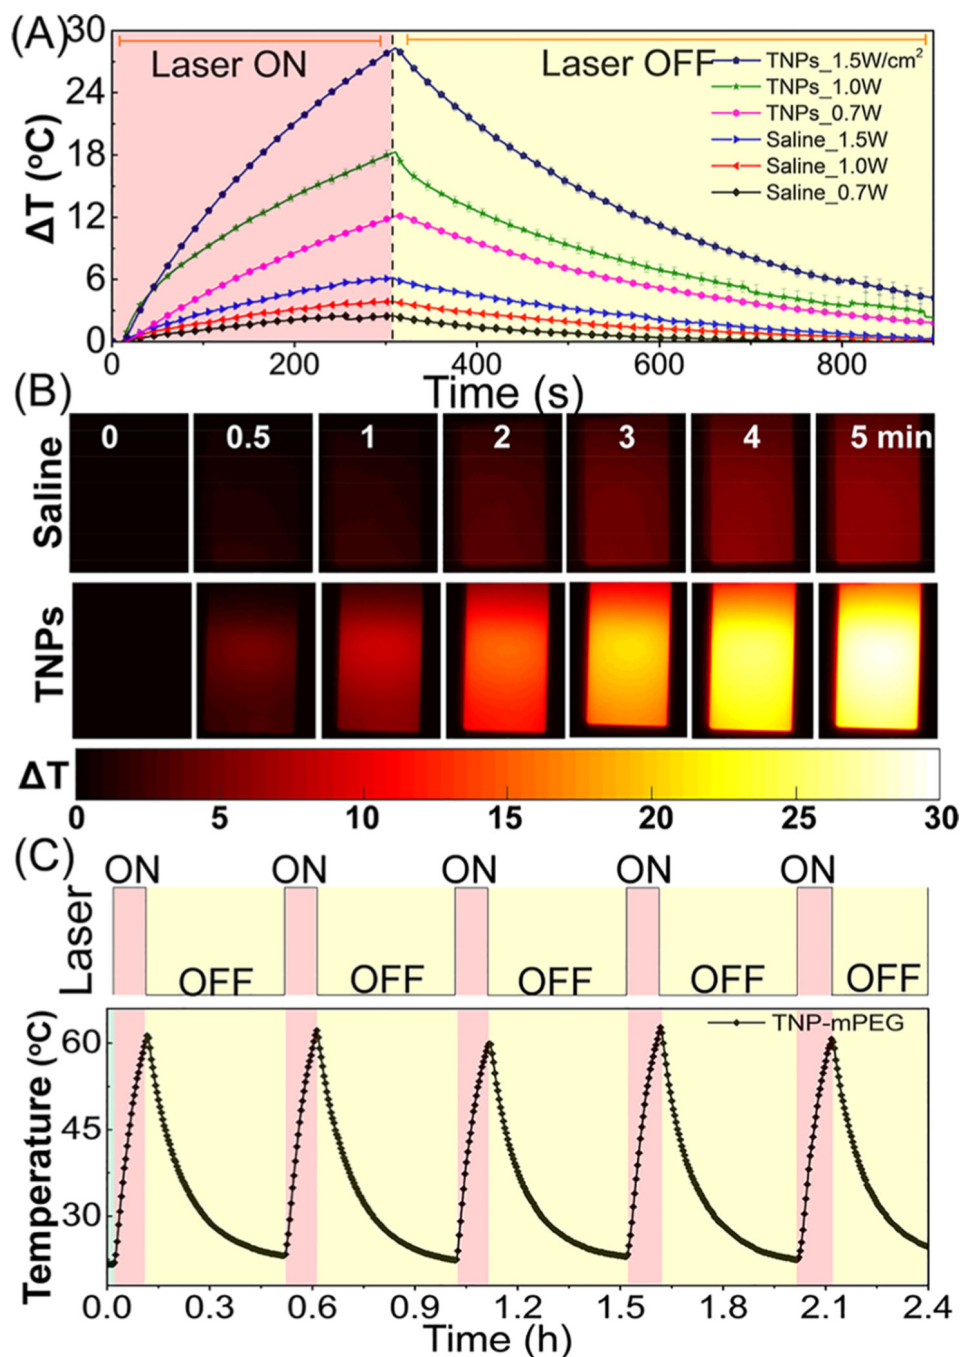 (A)
30
24
18
12
6
0
ΔT (ºC)
Laser ON
Laser OFF
TNPs_1.5W/cm²
TNPs_1.0W
TNPs_0.7W
Saline_1.5W
Saline_1.0W
Saline_0.7W
0 200 400 600 800
Time (s)
(B)
Saline
0 0.5 1 2 3 4 5 min
TNPs
ΔT
0 5 10 15 20 25 30
(C)
ON ON ON ON ON
Laser
OFF OFF OFF OFF OFF
TNP-mPEG
60
45
30
Temperature (ºC)
0.0 0.3 0.6 0.9 1.2 1.5 1.8 2.1 2.4
Time (h)